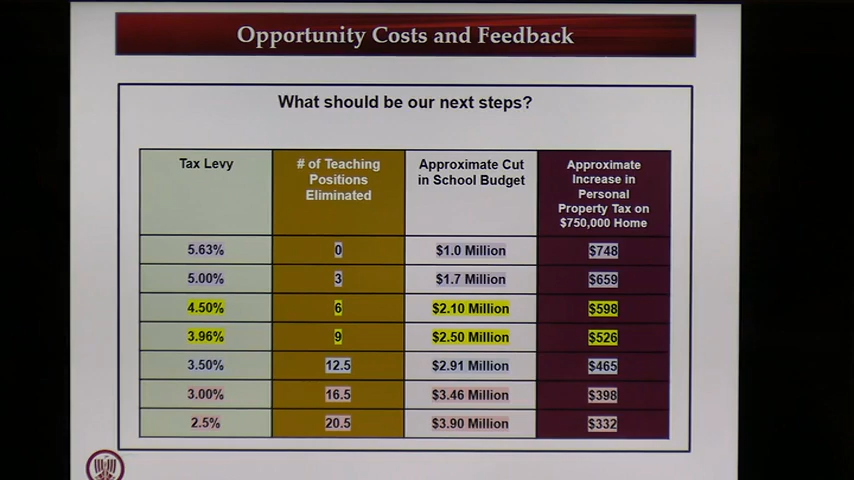 Opportunity Costs and Feedback
What should be our next steps?
Tax Levy
# of Teaching
Positions
Eliminated
Approximate Cut
in School Budget
Approximate
Increase in
Personal
Property Tax on
$750,000 Home
5.63% 0 $1.0 Million $748
5.00% 3 $1.7 Million $659
4.50% 6 $2.10 Million $598
3.96% 9 $2.50 Million $526
3.50% 12.5 $2.91 Million $465
3.00% 16.5 $3.46 Million $398
2.5% 20.5 $3.90 Million $332